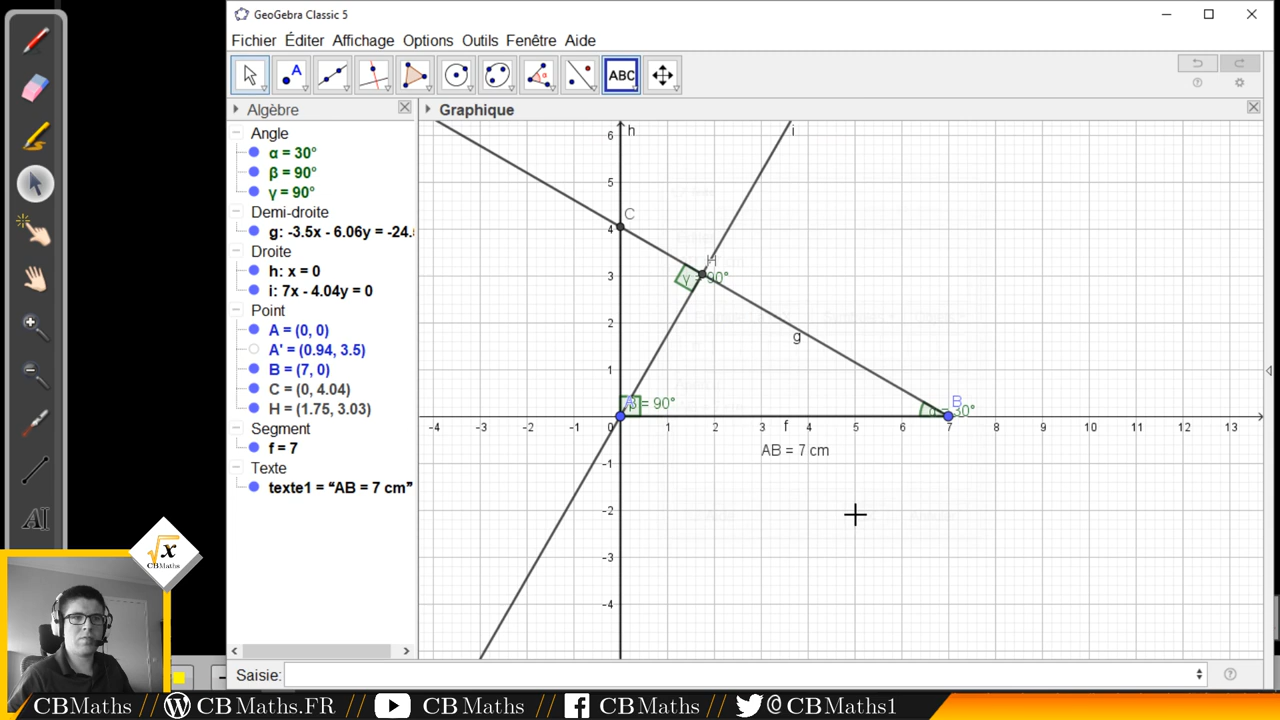 GeoGebra Classic 5
Fichier Éditer Affichage Options Outils Fenêtre Aide
A
ABC
Algèbre
Graphique
Angle
α = 30°
β = 90°
γ = 90°
Demi-droite
g: -3.5x - 6.06y = -24.
Droite
h: x = 0
i: 7x - 4.04y = 0
Point
A = (0, 0)
A' = (0.94, 3.5)
B = (7, 0)
C = (0, 4.04)
H = (1.75, 3.03)
Segment
f = 7
Texte
texte1 = “AB = 7 cm”
6
h
i
5
C
4
H
3
γ = 90°
2
g
1
A
β = 90°
B
α = 30°
-4 -3 -2 -1 0 1 2 3 f 4 5 6 7 8 9 10 11 12 13
AB = 7 cm
-1
-2
-3
-4
AI
√x
CBMaths
Saisie:
CBMaths // CBMaths.FR // CBMaths // CBMaths // @CBMaths1